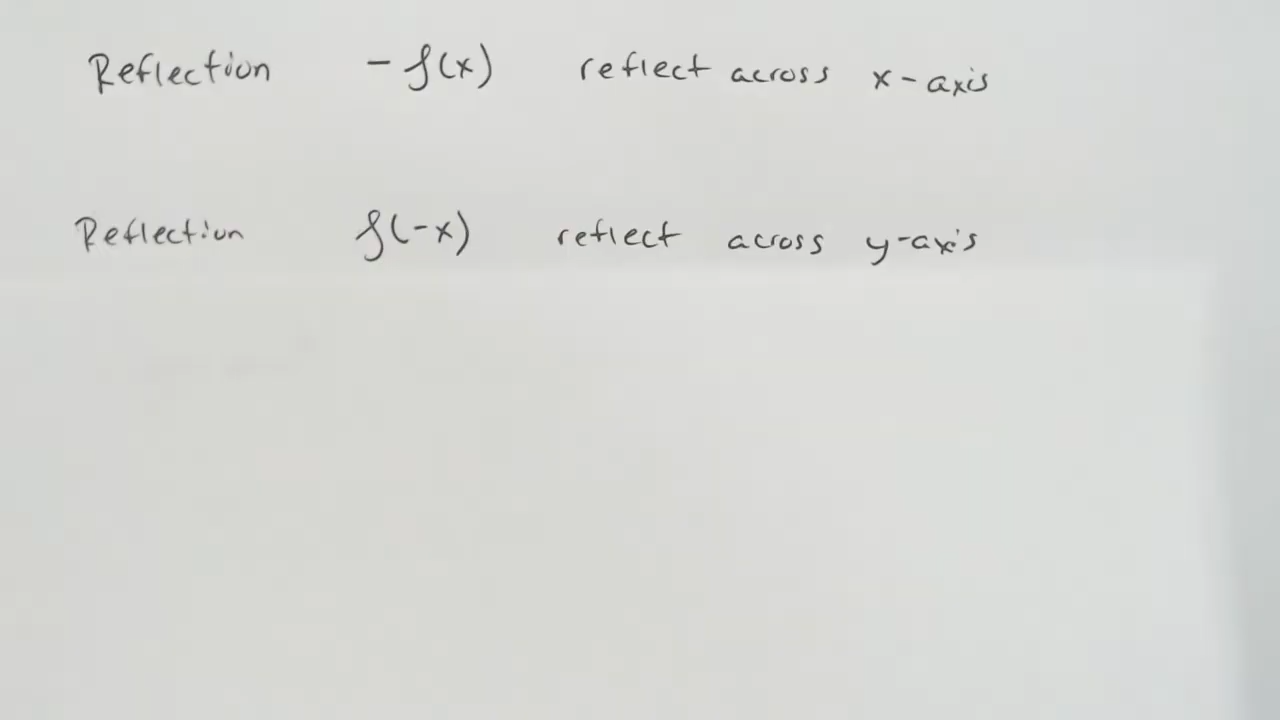 Reflection -f(x) reflect across x-axis
Reflection f(-x) reflect across y-axis